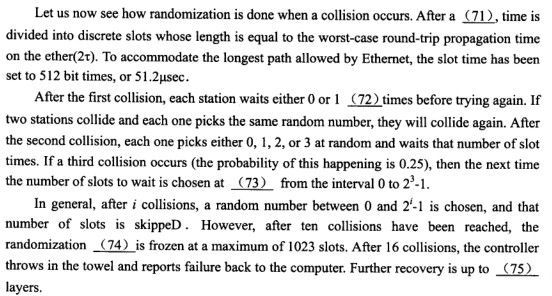 Let us now see how randomization is done when a collision occurs. After a （71）, time is
divided into discrete slots whose length is equal to the worst-case round-trip propagation time
on the ether(2τ). To accommodate the longest path allowed by Ethernet, the slot time has been
set to 512 bit times, or 51.2μsec.
After the first collision, each station waits either 0 or 1 （72）times before trying again. If
two stations collide and each one picks the same random number, they will collide again. After
the second collision, each one picks either 0, 1, 2, or 3 at random and waits that number of slot
times. If a third collision occurs (the probability of this happening is 0.25), then the next time
the number of slots to wait is chosen at （73） from the interval 0 to 2³-1.
In general, after i collisions, a random number between 0 and 2ⁱ-1 is chosen, and that
number of slots is skippeD． However, after ten collisions have been reached, the
randomization （74）is frozen at a maximum of 1023 slots. After 16 collisions, the controller
throws in the towel and reports failure back to the computer. Further recovery is up to （75）
layers.